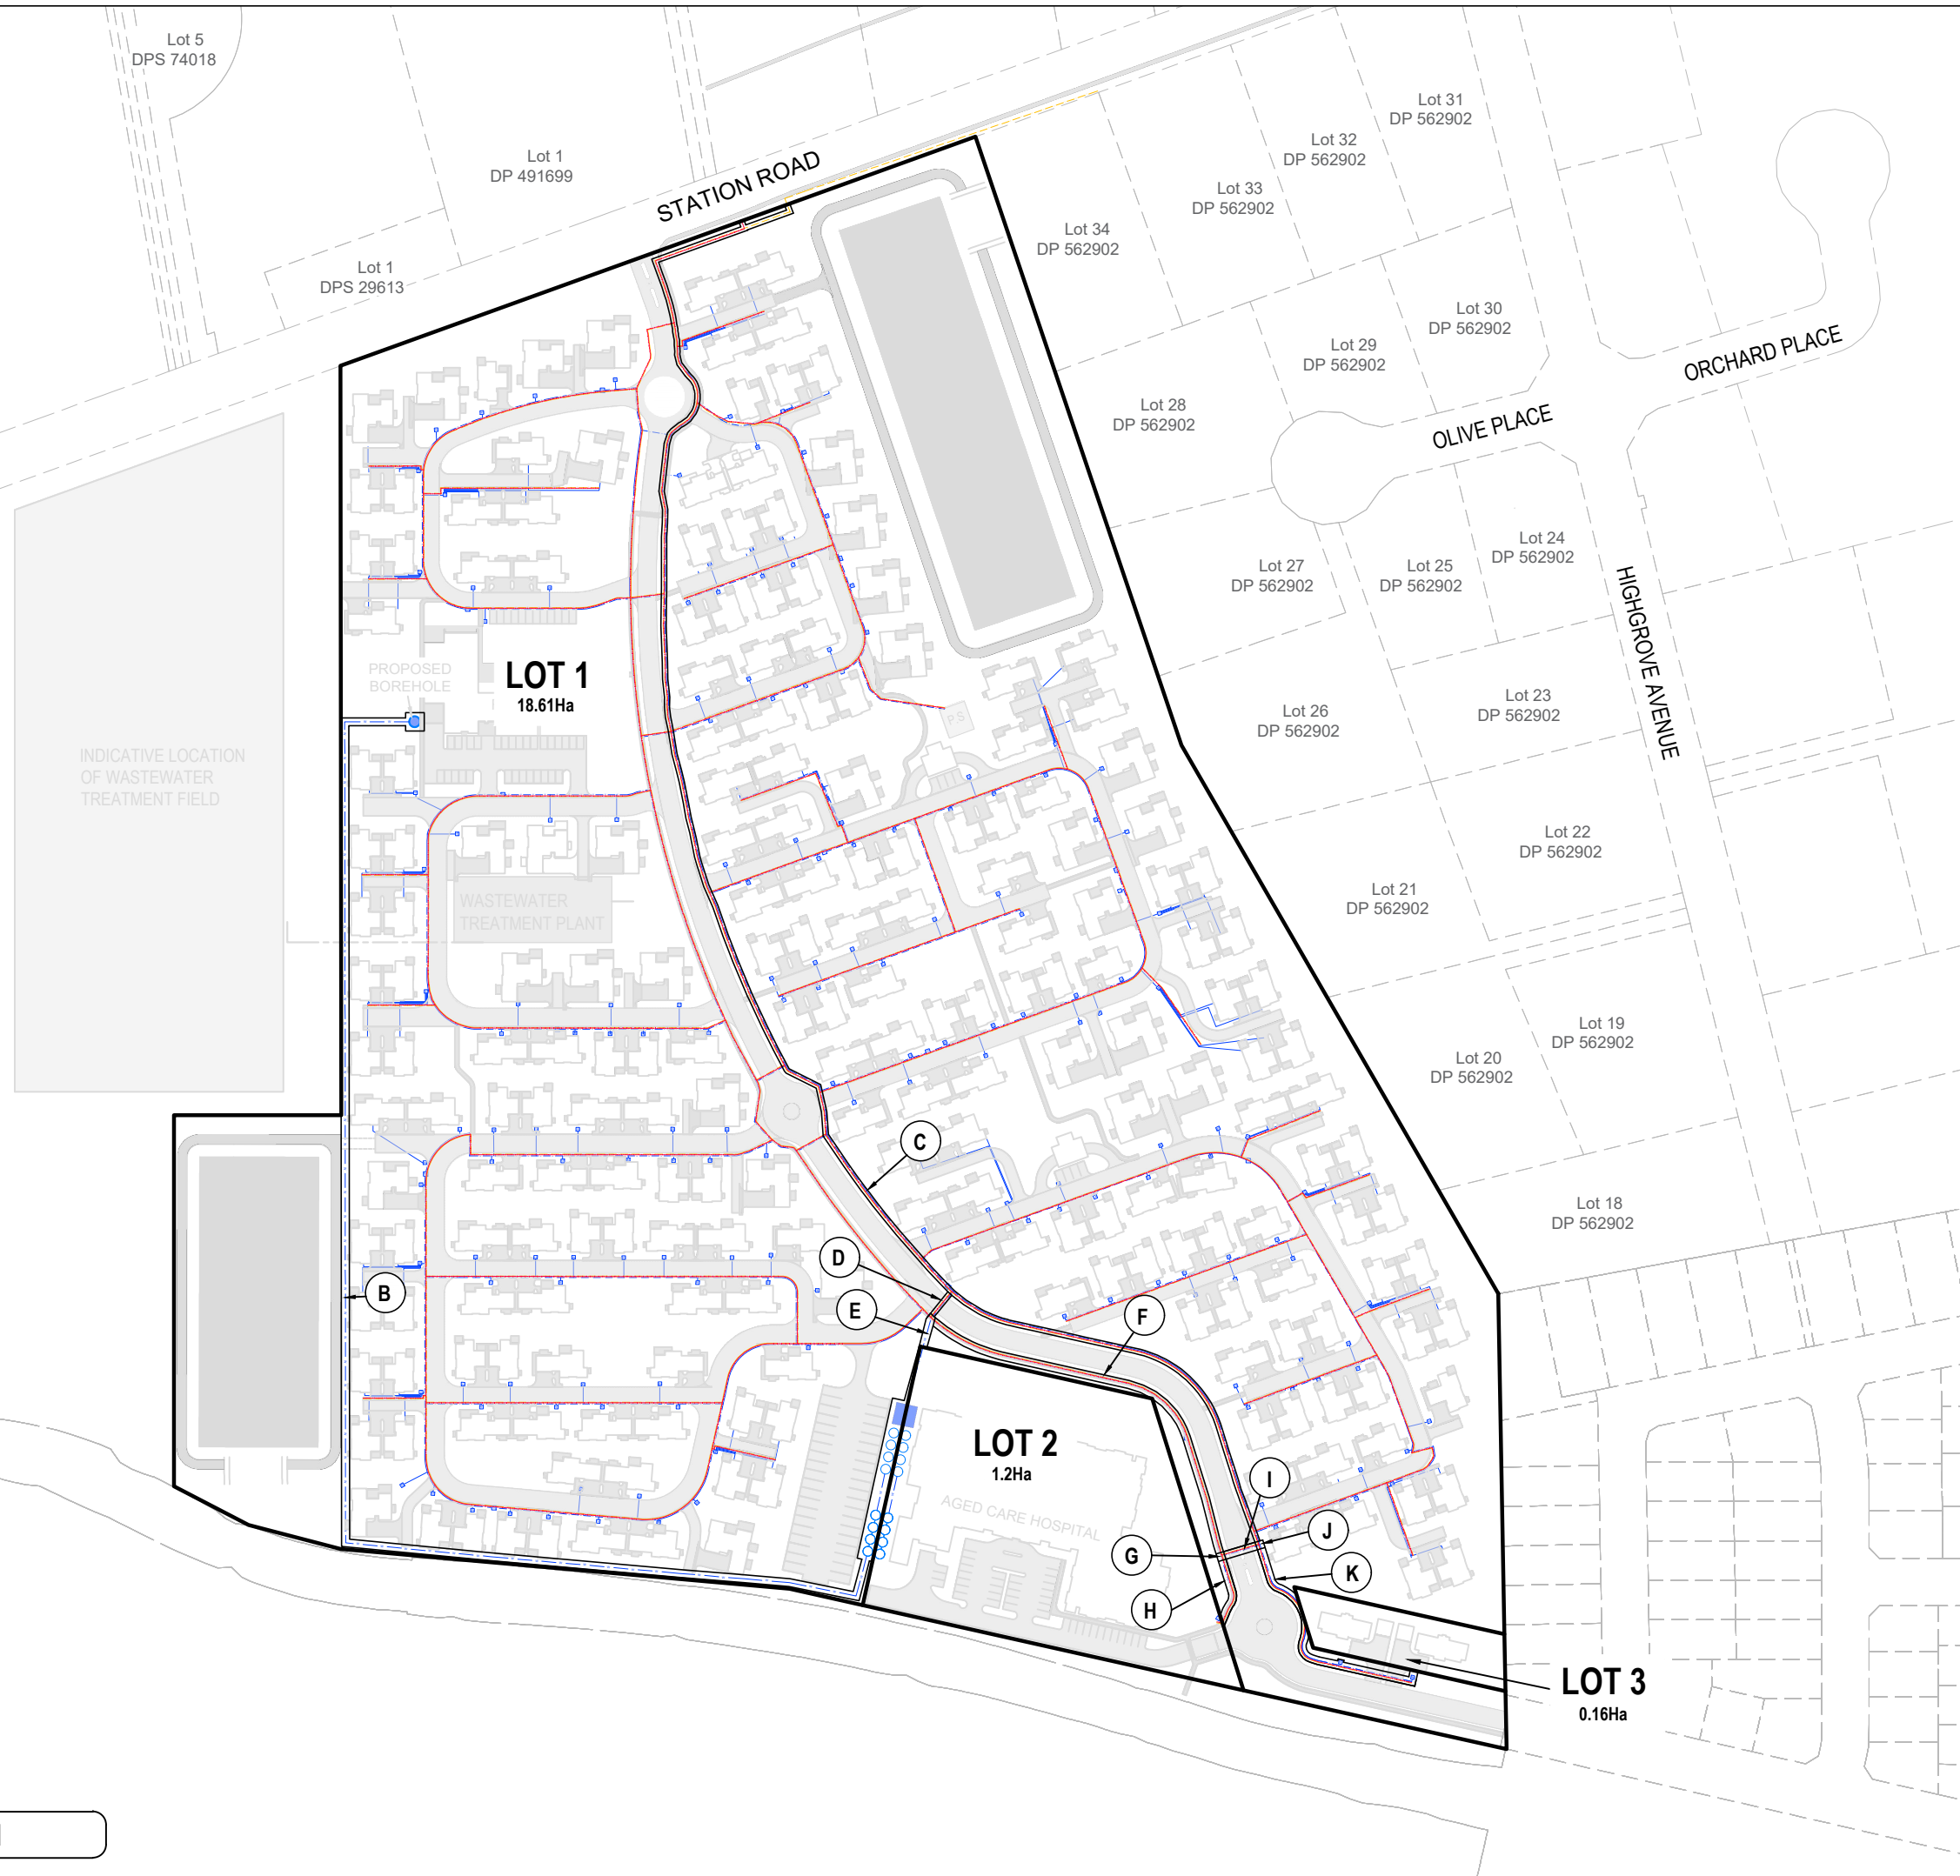 Lot 5
DPS 74018
Lot 1
DP 491699
STATION ROAD
Lot 1
DPS 29613
Lot 31
DP 562902
Lot 32
DP 562902
Lot 33
DP 562902
Lot 34
DP 562902
Lot 30
DP 562902
Lot 29
DP 562902
Lot 28
DP 562902
ORCHARD PLACE
OLIVE PLACE
HIGHGROVE AVENUE
Lot 24
DP 562902
Lot 25
DP 562902
Lot 27
DP 562902
Lot 23
DP 562902
Lot 26
DP 562902
Lot 22
DP 562902
Lot 21
DP 562902
Lot 19
DP 562902
Lot 20
DP 562902
Lot 18
DP 562902
PROPOSED
BOREHOLE
LOT 1
18.61Ha
P.S
INDICATIVE LOCATION
OF WASTEWATER
TREATMENT FIELD
WASTEWATER
TREATMENT PLANT
C
D
B
E
F
LOT 2
1.2Ha
AGED CARE HOSPITAL
I
J
G
K
H
LOT 3
0.16Ha